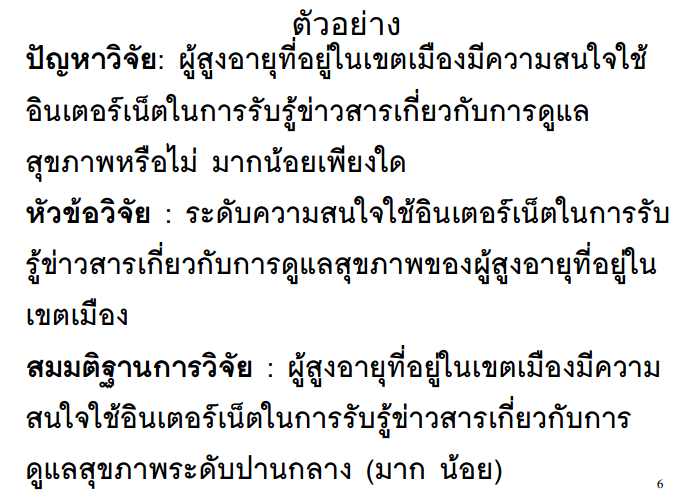 ตัวอย่าง
ปัญหาวิจัย: ผู้สูงอายุที่อยู่ในเขตเมืองมีความสนใจใช้
อินเตอร์เน็ตในการรับรู้ข่าวสารเกี่ยวกับการดูแล
สุขภาพหรือไม่ มากน้อยเพียงใด
หัวข้อวิจัย : ระดับความสนใจใช้อินเตอร์เน็ตในการรับ
รู้ข่าวสารเกี่ยวกับการดูแลสุขภาพของผู้สูงอายุที่อยู่ใน
เขตเมือง
สมมติฐานการวิจัย : ผู้สูงอายุที่อยู่ในเขตเมืองมีความ
สนใจใช้อินเตอร์เน็ตในการรับรู้ข่าวสารเกี่ยวกับการ
ดูแลสุขภาพระดับปานกลาง (มาก น้อย)
6